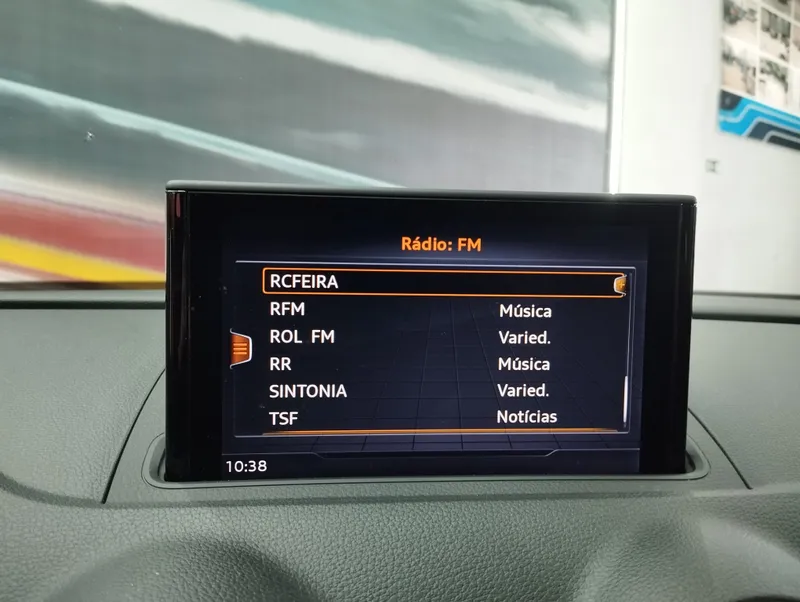 Rádio: FM
RCFEIRA
RFM Música
ROL FM Varied.
RR Música
SINTONIA Varied.
TSF Notícias
10:38